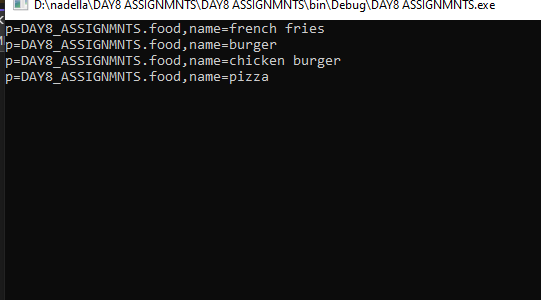 D:\nadella\DAY8 ASSIGNMNTS\DAY8 ASSIGNMNTS\bin\Debug\DAY8 ASSIGNMNTS.exe
p=DAY8_ASSIGNMNTS.food,name=french fries
p=DAY8_ASSIGNMNTS.food,name=burger
p=DAY8_ASSIGNMNTS.food,name=chicken burger
p=DAY8_ASSIGNMNTS.food,name=pizza